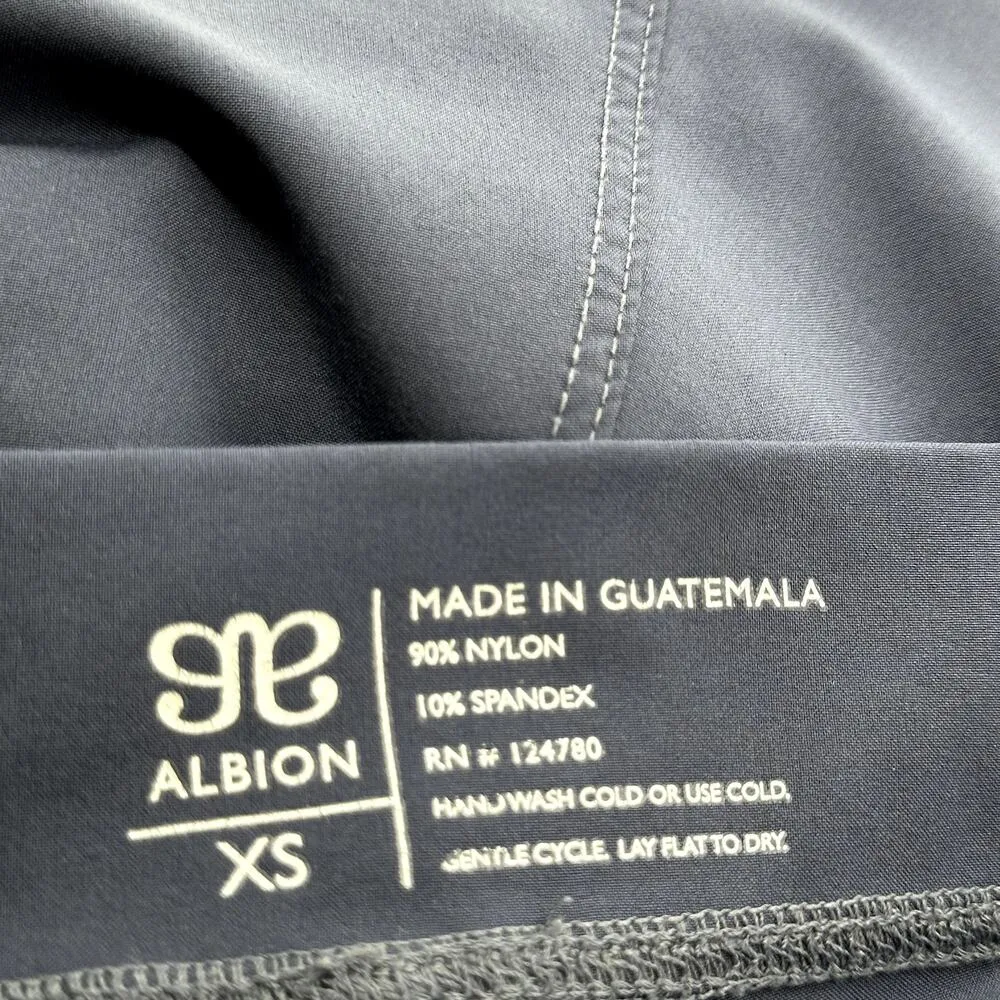 ALBION
XS
MADE IN GUATEMALA
90% NYLON
10% SPANDEX
RN # 124780
HAND WASH COLD OR USE COLD,
GENTLE CYCLE. LAY FLAT TO DRY.